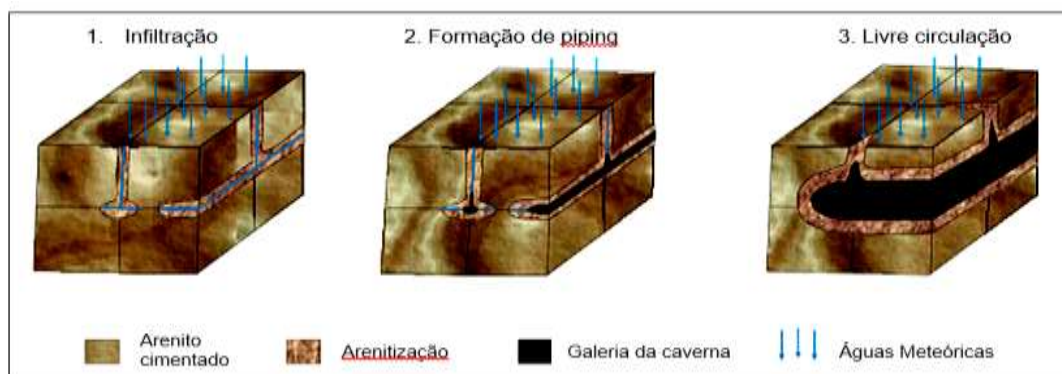 1. Infiltração
2. Formação de piping
3. Livre circulação
Arenito
cimentado
Arenitização
Galeria da caverna
Águas Meteóricas